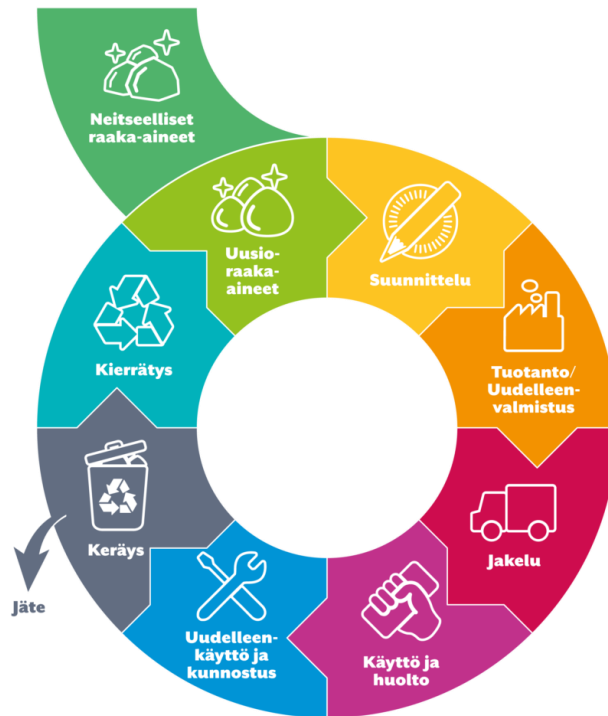 Neitseelliset
raaka-aineet
Uusio-
raaka-
aineet
Suunnittelu
Tuotanto/
Uudelleen-
valmistus
Jakelu
Käyttö ja
huolto
Uudelleen-
käyttö ja
kunnostus
Keräys
Jäte
Kierrätys